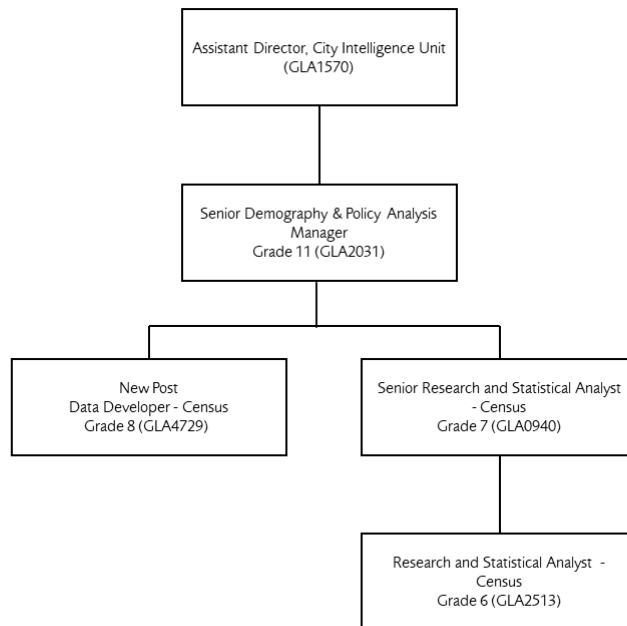 Assistant Director, City Intelligence Unit
(GLA1570)
Senior Demography & Policy Analysis
Manager
Grade 11 (GLA2031)
New Post
Data Developer - Census
Grade 8 (GLA4729)
Senior Research and Statistical Analyst
- Census
Grade 7 (GLA0940)
Research and Statistical Analyst -
Census
Grade 6 (GLA2513)